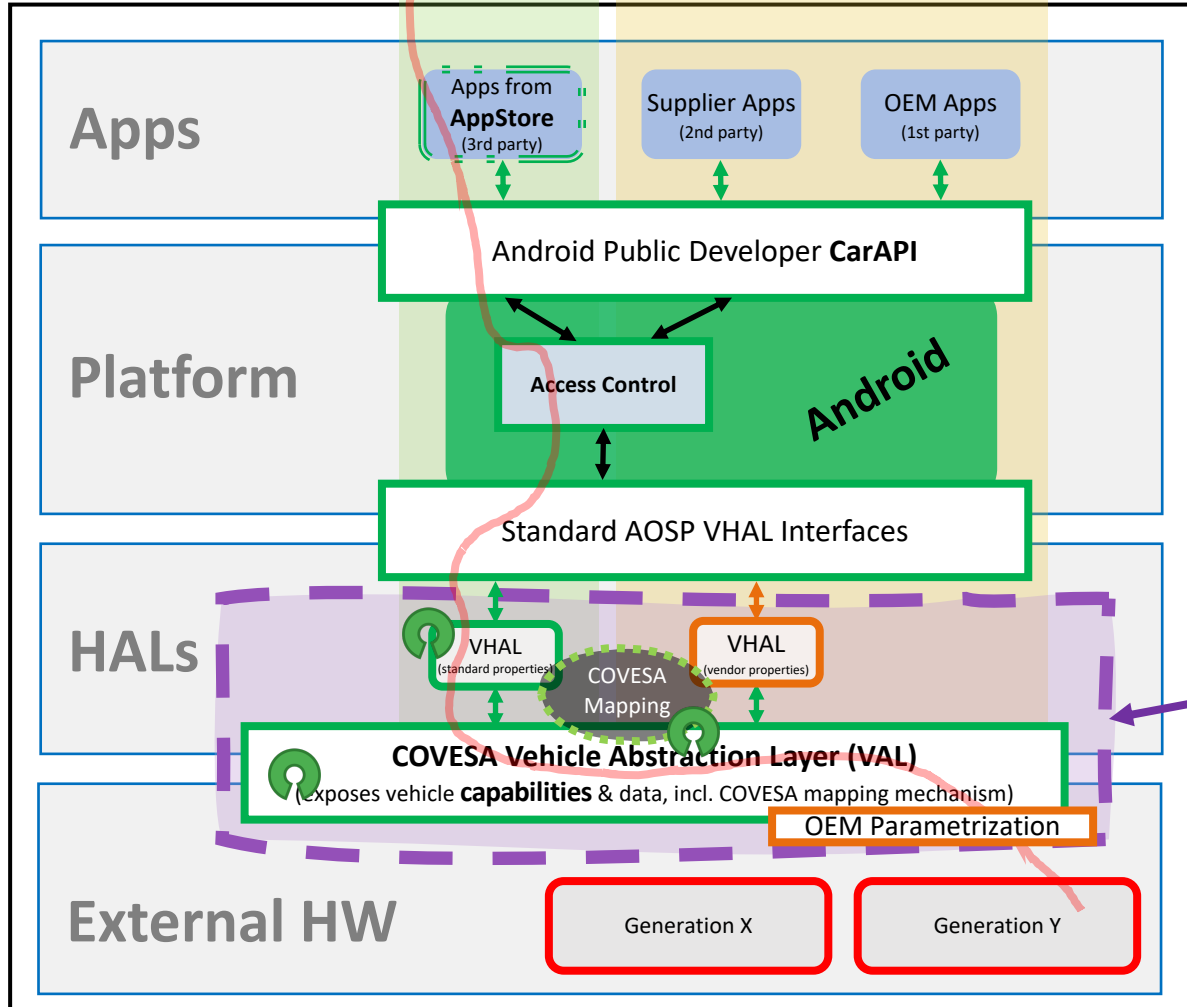 Apps
Apps from
AppStore
(3rd party)
Supplier Apps
(2nd party)
OEM Apps
(1st party)
Android Public Developer CarAPI
Platform
Access Control
Android
Standard AOSP VHAL Interfaces
HALs
VHAL
(standard properties)
COVESA
Mapping
VHAL
(vendor properties)
COVESA Vehicle Abstraction Layer (VAL)
(exposes vehicle capabilities & data, incl. COVESA mapping mechanism)
OEM Parametrization
External HW
Generation X
Generation Y